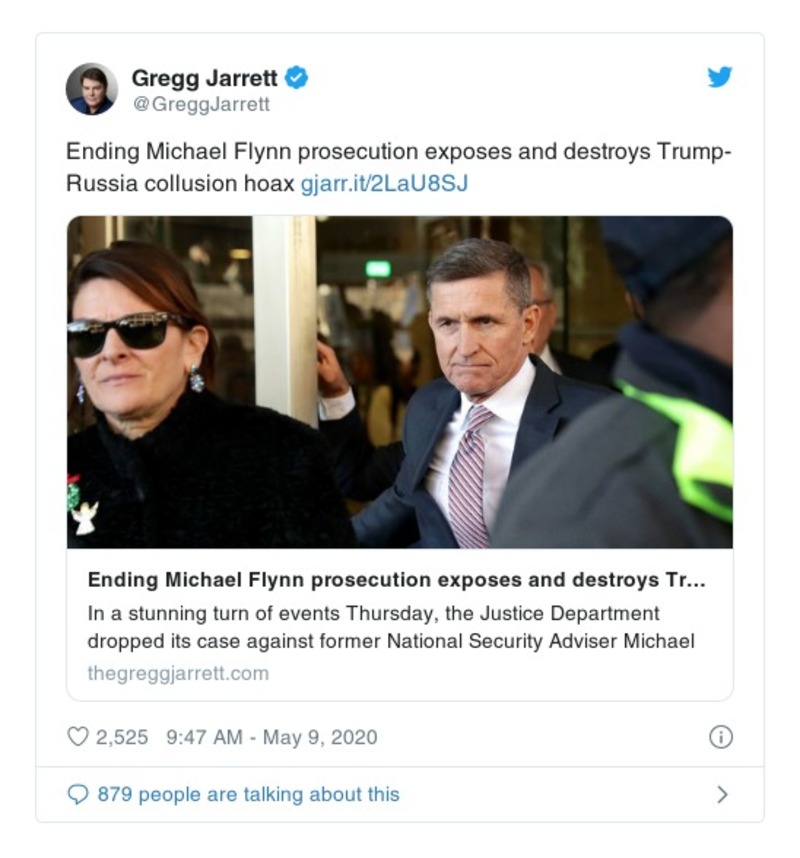 Gregg Jarrett
@GreggJarrett
Ending Michael Flynn prosecution exposes and destroys Trump-
Russia collusion hoax gjarr.it/2LaU8SJ
Ending Michael Flynn prosecution exposes and destroys Tr...
In a stunning turn of events Thursday, the Justice Department
dropped its case against former National Security Adviser Michael
thegreggjarrett.com
2,525 9:47 AM - May 9, 2020
879 people are talking about this